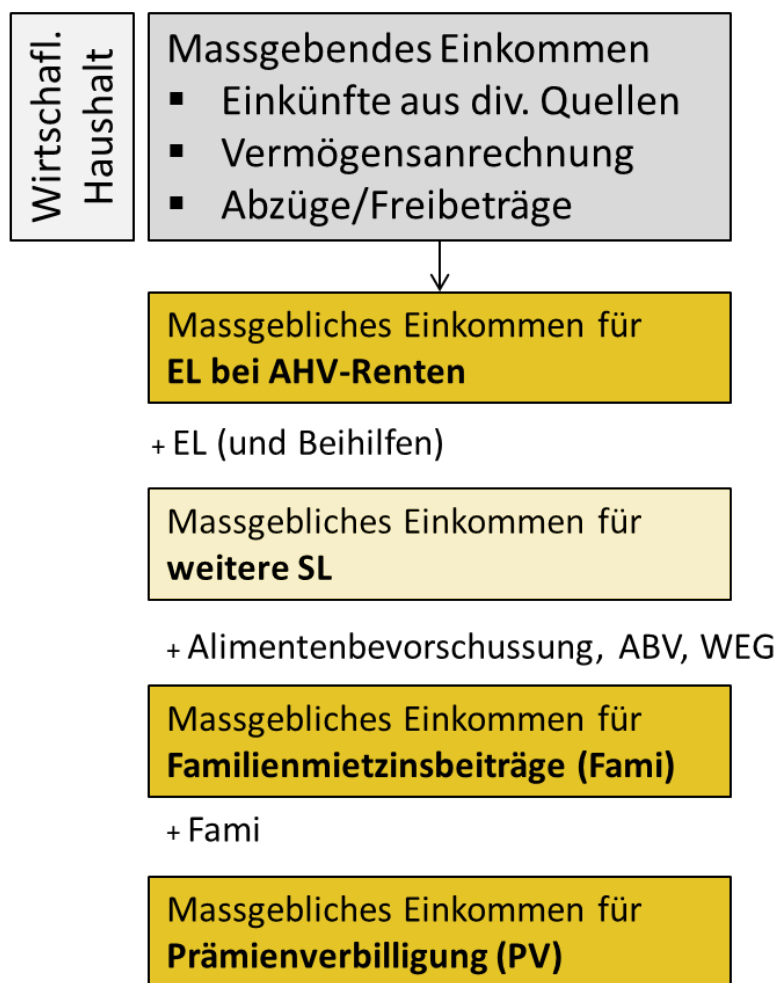 Wirtschafl.
Haushalt
Massgebendes Einkommen
▪ Einkünfte aus div. Quellen
▪ Vermögensanrechnung
▪ Abzüge/Freibeträge
Massgebliches Einkommen für
EL bei AHV-Renten
+ EL (und Beihilfen)
Massgebliches Einkommen für
weitere SL
+ Alimentenbevorschussung, ABV, WEG
Massgebliches Einkommen für
Familienmietzinsbeiträge (Fami)
+ Fami
Massgebliches Einkommen für
Prämienverbilligung (PV)